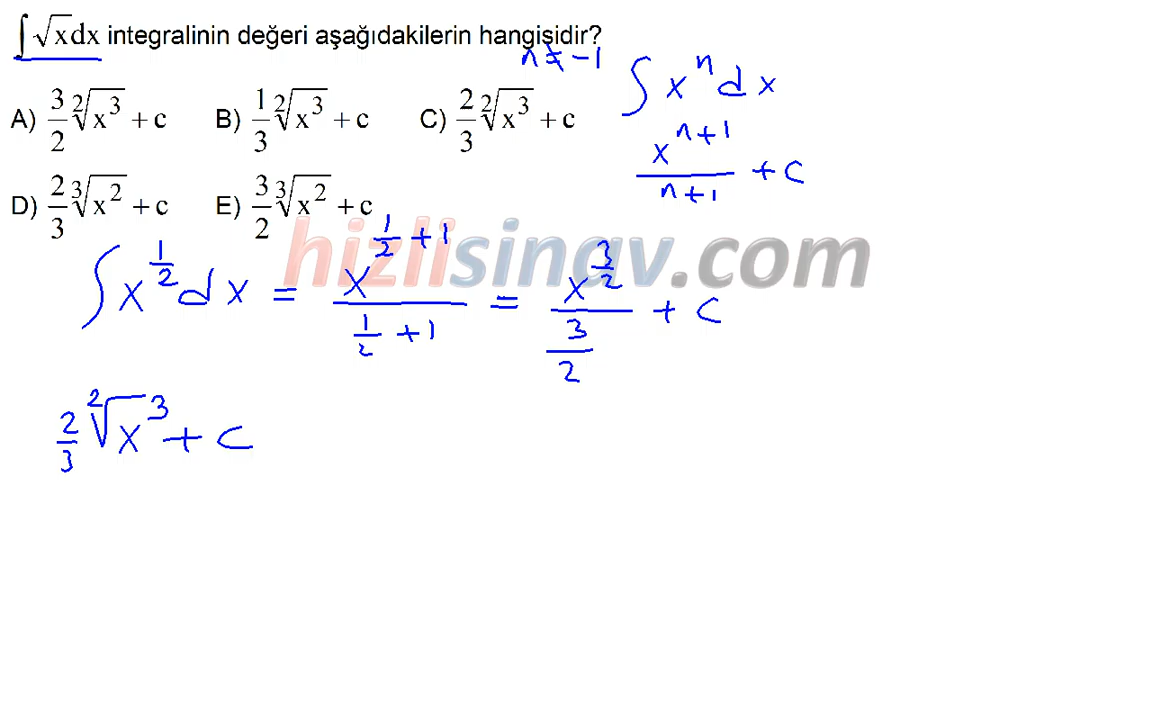 ∫√x dx integralinin değeri aşağıdakilerin hangisidir?
n ≠ -1
∫ x^n dx
A) 3/2 ²√x³ + c B) 1/3 ²√x³ + c C) 2/3 ²√x³ + c
x^(n+1)/(n+1) + c
D) 2/3 ³√x² + c E) 3/2 ³√x² + c
hizlisinav.com
∫ x^(1/2) dx = x^(1/2 + 1)/(1/2 + 1) = x^(3/2)/(3/2) + c
2/3 ²√x³ + c